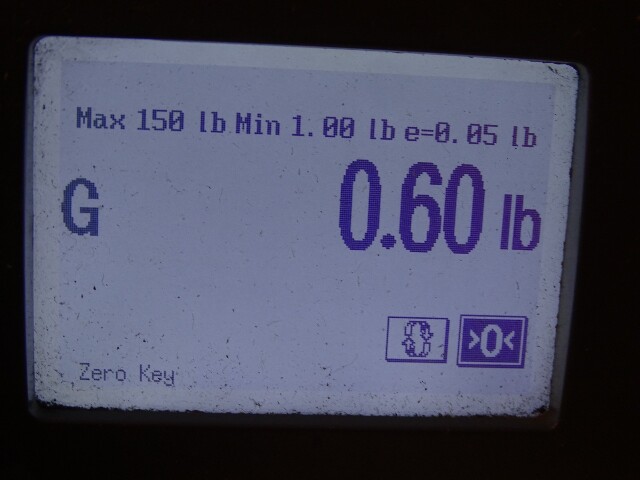 Max 150 lb Min 1.00 lb e=0.05 lb
G 0.60 lb
>0<
Zero Key